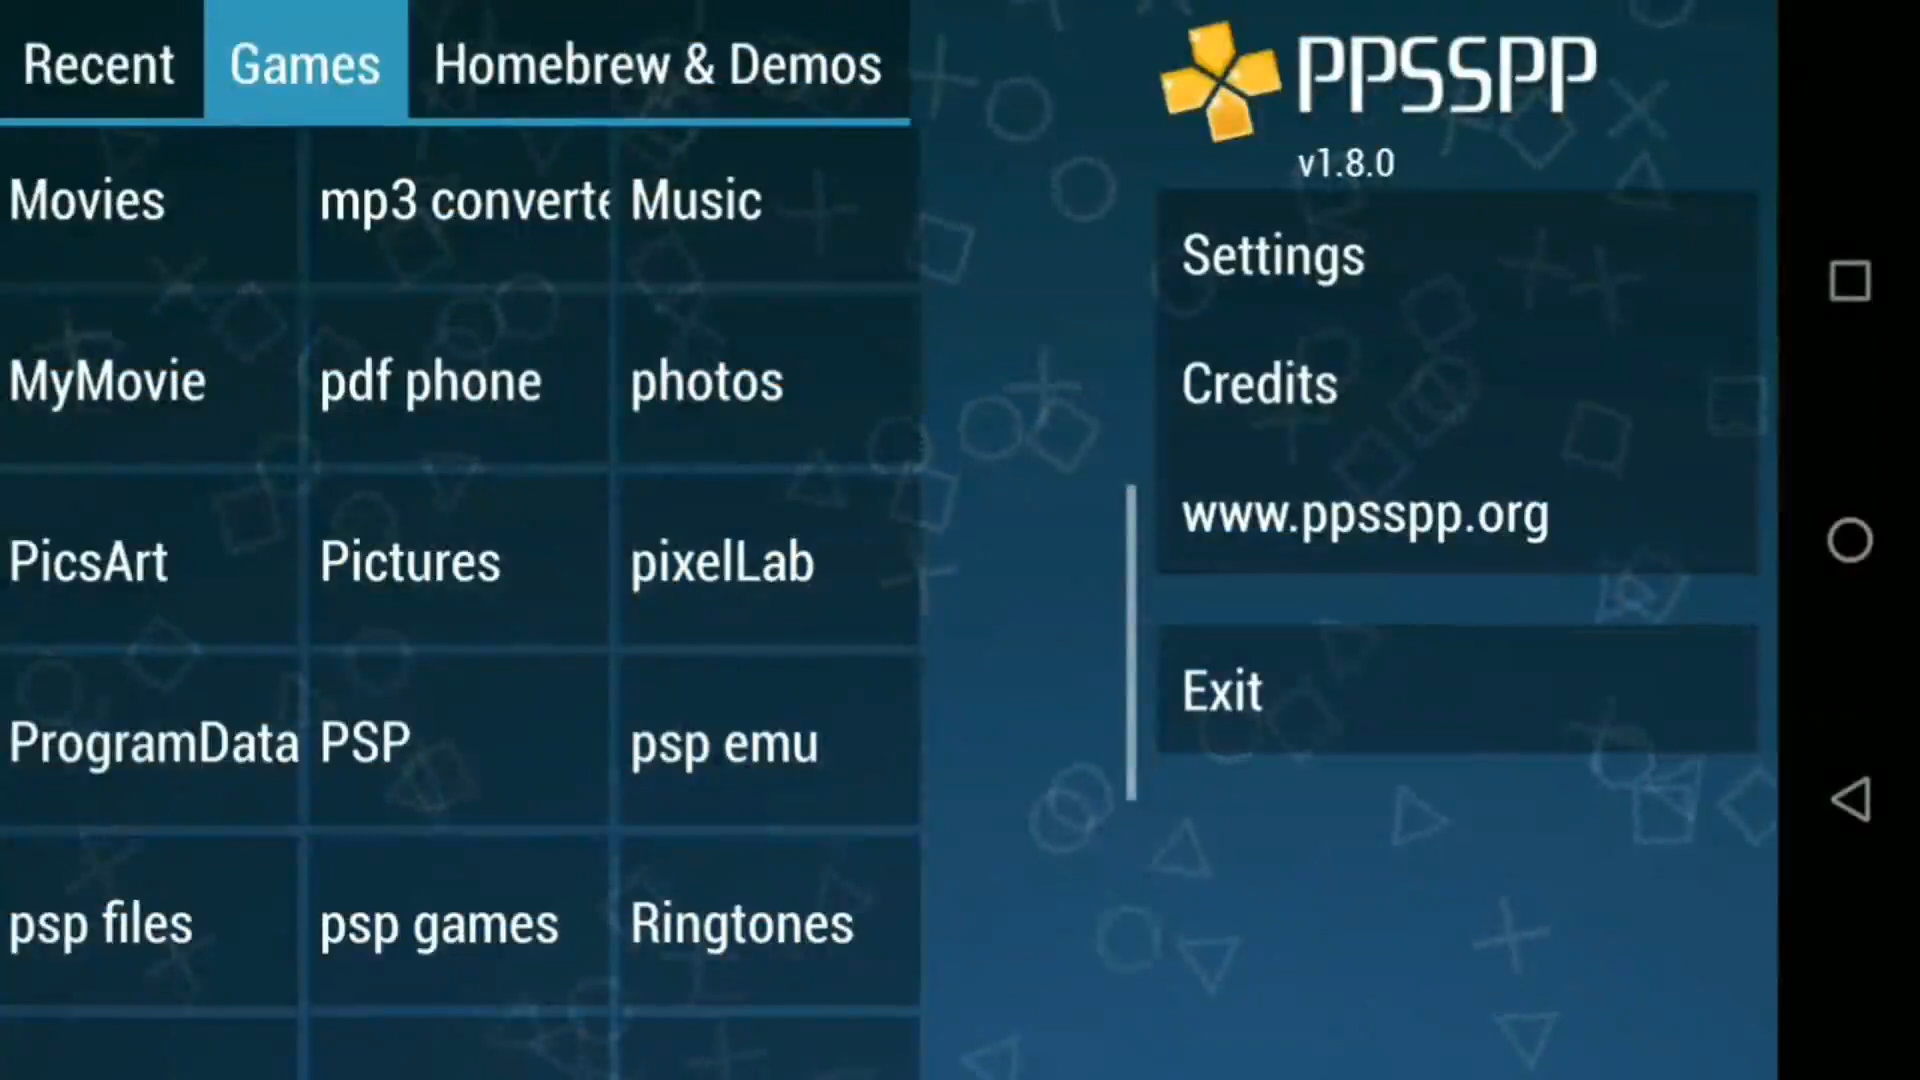 Recent Games Homebrew & Demos
PPSSPP
v1.8.0
Movies mp3 converte Music
MyMovie pdf phone photos
PicsArt Pictures pixelLab
ProgramData PSP psp emu
psp files psp games Ringtones
Settings
Credits
www.ppsspp.org
Exit